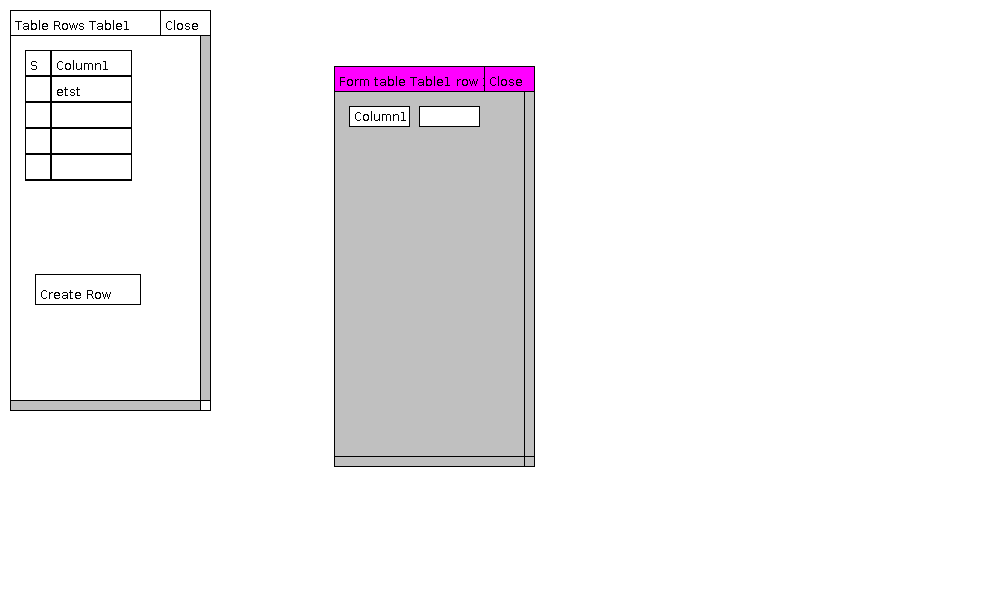 Table Rows Table1 Close
S Column1
etst
Create Row
Form table Table1 row Close
Column1